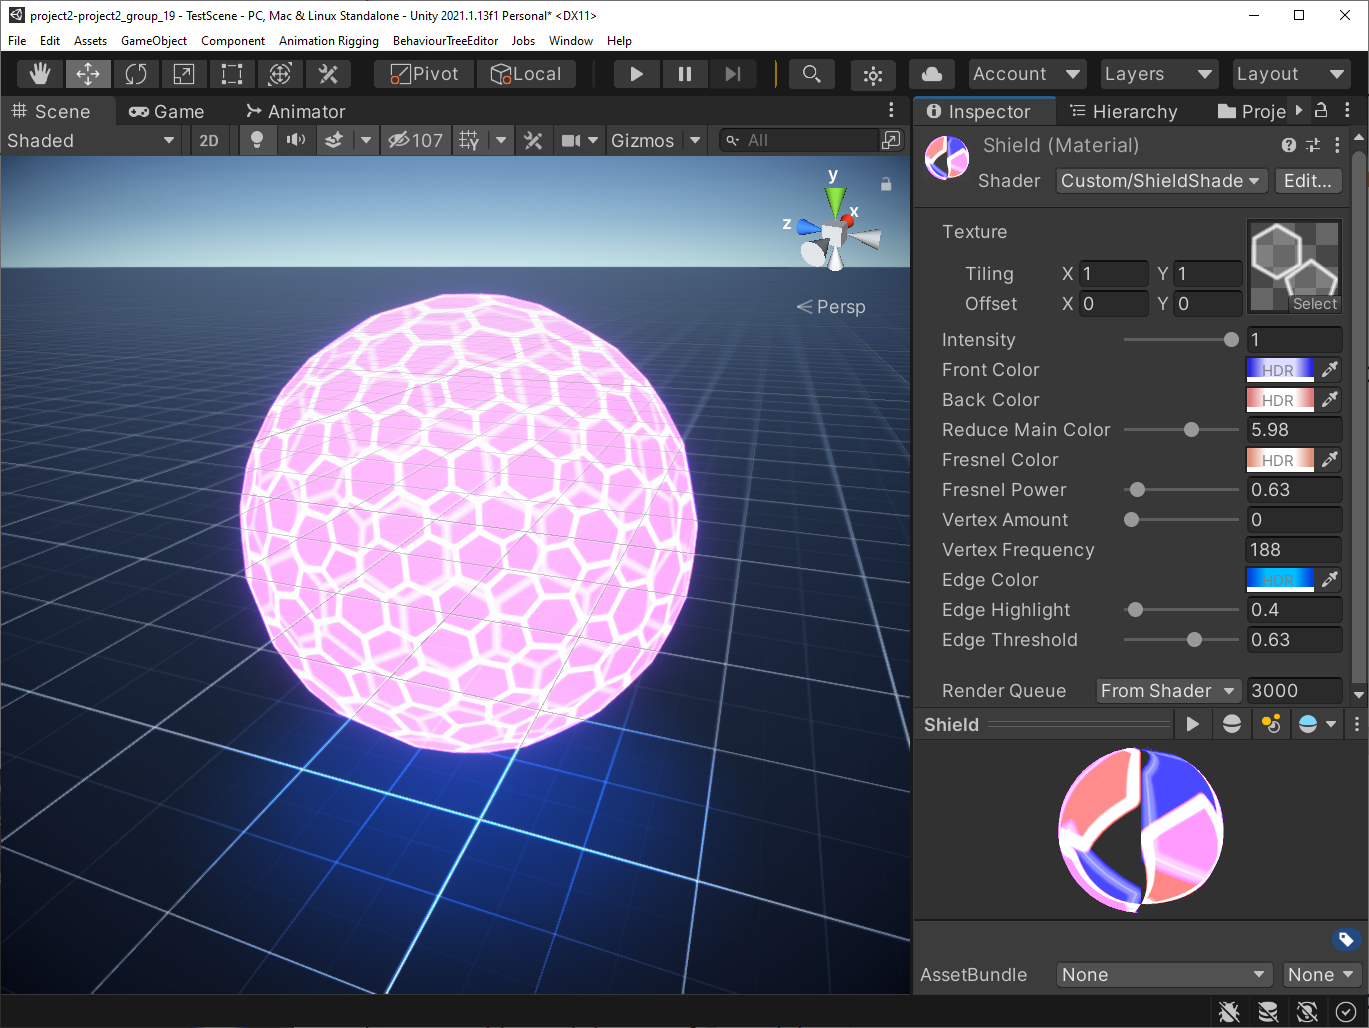 project2-project2_group_19 - TestScene - PC, Mac & Linux Standalone - Unity 2021.1.13f1 Personal* <DX11>
File Edit Assets GameObject Component Animation Rigging BehaviourTreeEditor Jobs Window Help
Pivot Local Account Layers Layout
Scene Game Animator Inspector Hierarchy Proje
Shaded 2D 107 Gizmos All
Shield (Material)
Shader Custom/ShieldShade Edit...
y
x
z
Persp
Texture
Tiling X 1 Y 1
Offset X 0 Y 0
Select
Intensity 1
Front Color HDR
Back Color HDR
Reduce Main Color 5.98
Fresnel Color HDR
Fresnel Power 0.63
Vertex Amount 0
Vertex Frequency 188
Edge Color HDR
Edge Highlight 0.4
Edge Threshold 0.63
Render Queue From Shader 3000
Shield
AssetBundle None None